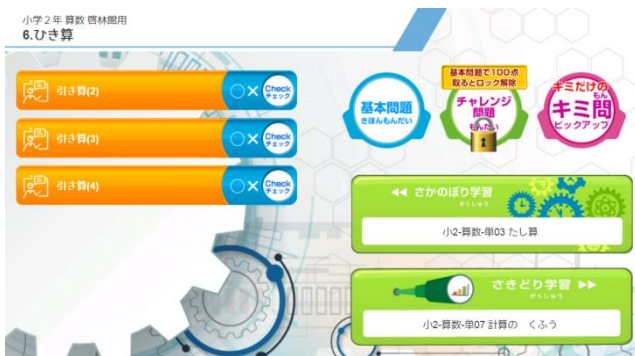 小学2年 算数 啓林館用
6.ひき算
引き算(2)
○×
Check
チェック
引き算(3)
○×
Check
チェック
引き算(4)
○×
Check
チェック
基本問題
きほんもんだい
基本問題で100点
取るとロック解除
チャレンジ
問題
もんだい
キミだけの
もん
キミ問
ピックアップ
さかのぼり学習
がくしゅう
小2-算数-単03 たし算
さきどり学習
がくしゅう
小2-算数-単07 計算の くふう